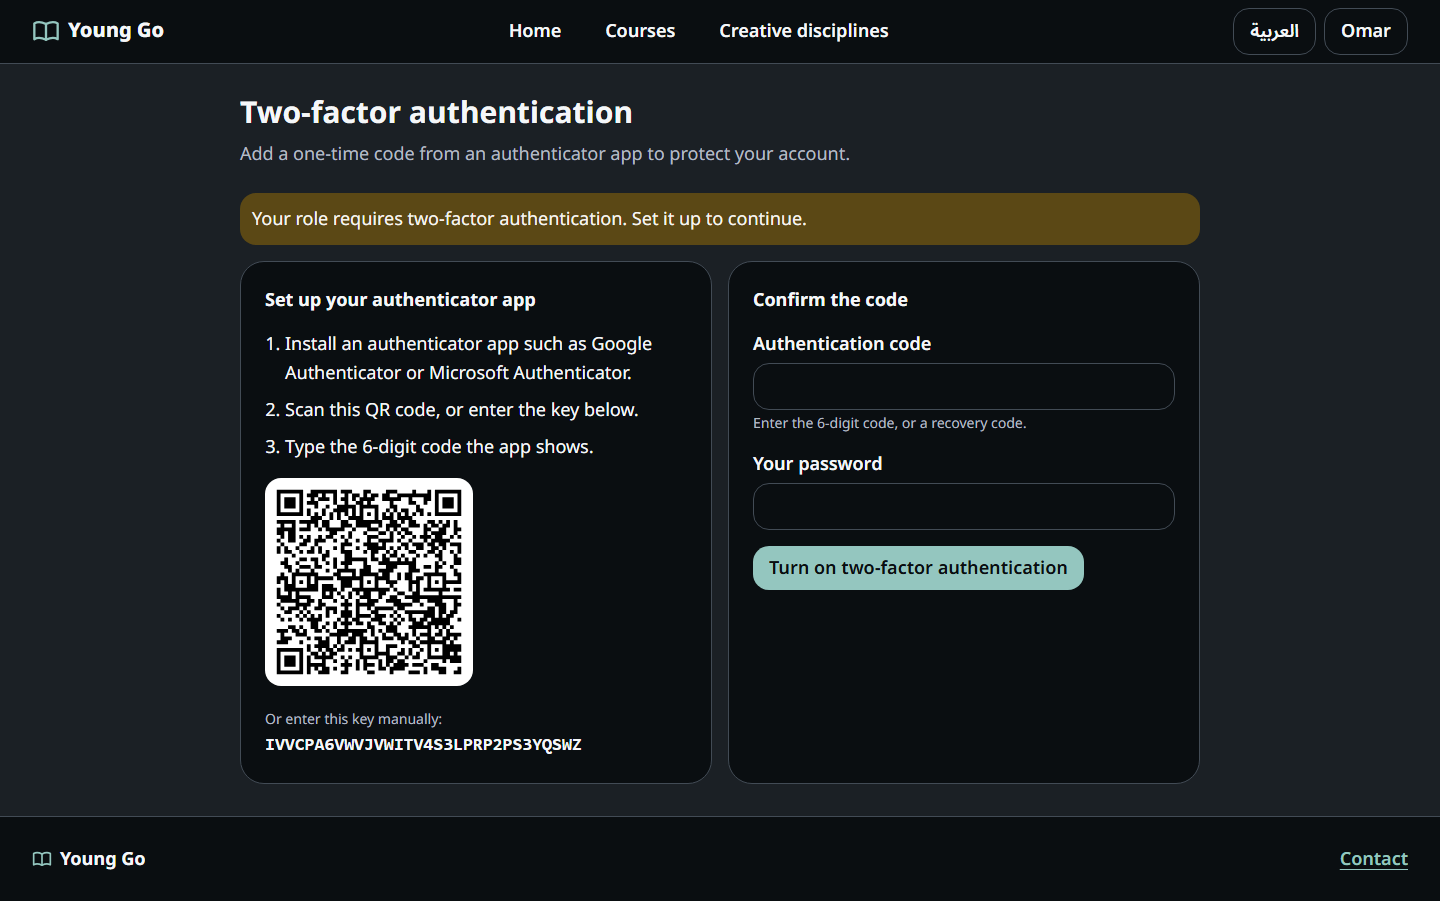 Young Go
Home
Courses
Creative disciplines
العربية
Omar
Two-factor authentication
Add a one-time code from an authenticator app to protect your account.
Your role requires two-factor authentication. Set it up to continue.
Set up your authenticator app
1. Install an authenticator app such as Google
Authenticator or Microsoft Authenticator.
2. Scan this QR code, or enter the key below.
3. Type the 6-digit code the app shows.
Or enter this key manually:
IVVCPA6VWVJVWITV4S3LPRP2PS3YQSWZ
Confirm the code
Authentication code
Enter the 6-digit code, or a recovery code.
Your password
Turn on two-factor authentication
Young Go
Contact